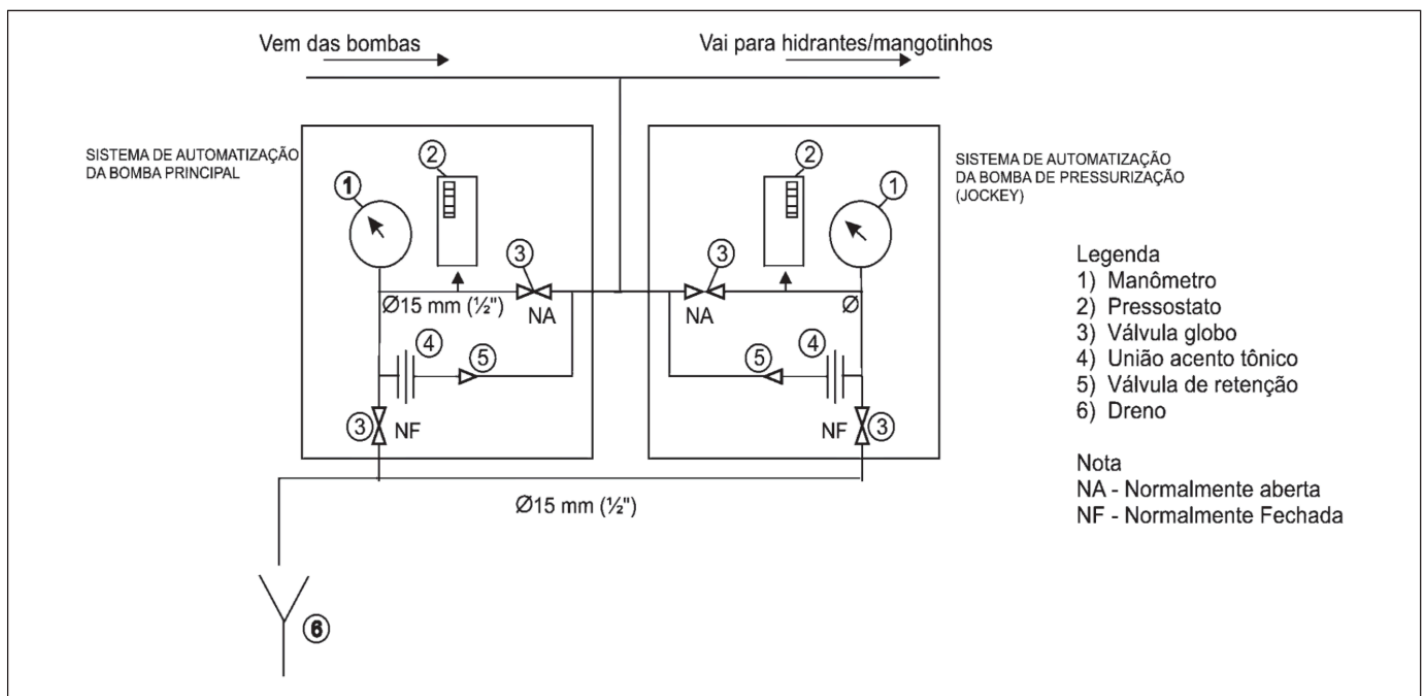 Vem das bombas
Vai para hidrantes/mangotinhos
SISTEMA DE AUTOMATIZAÇÃO
DA BOMBA PRINCIPAL
1
2
3
Ø15 mm (½")
NA
4
5
3
NF
2
1
3
NA
Ø
5
4
NF
3
SISTEMA DE AUTOMATIZAÇÃO
DA BOMBA DE PRESSURIZAÇÃO
(JOCKEY)
Ø15 mm (½")
6
Legenda
1) Manômetro
2) Pressostato
3) Válvula globo
4) União acento tônico
5) Válvula de retenção
6) Dreno
Nota
NA - Normalmente aberta
NF - Normalmente Fechada